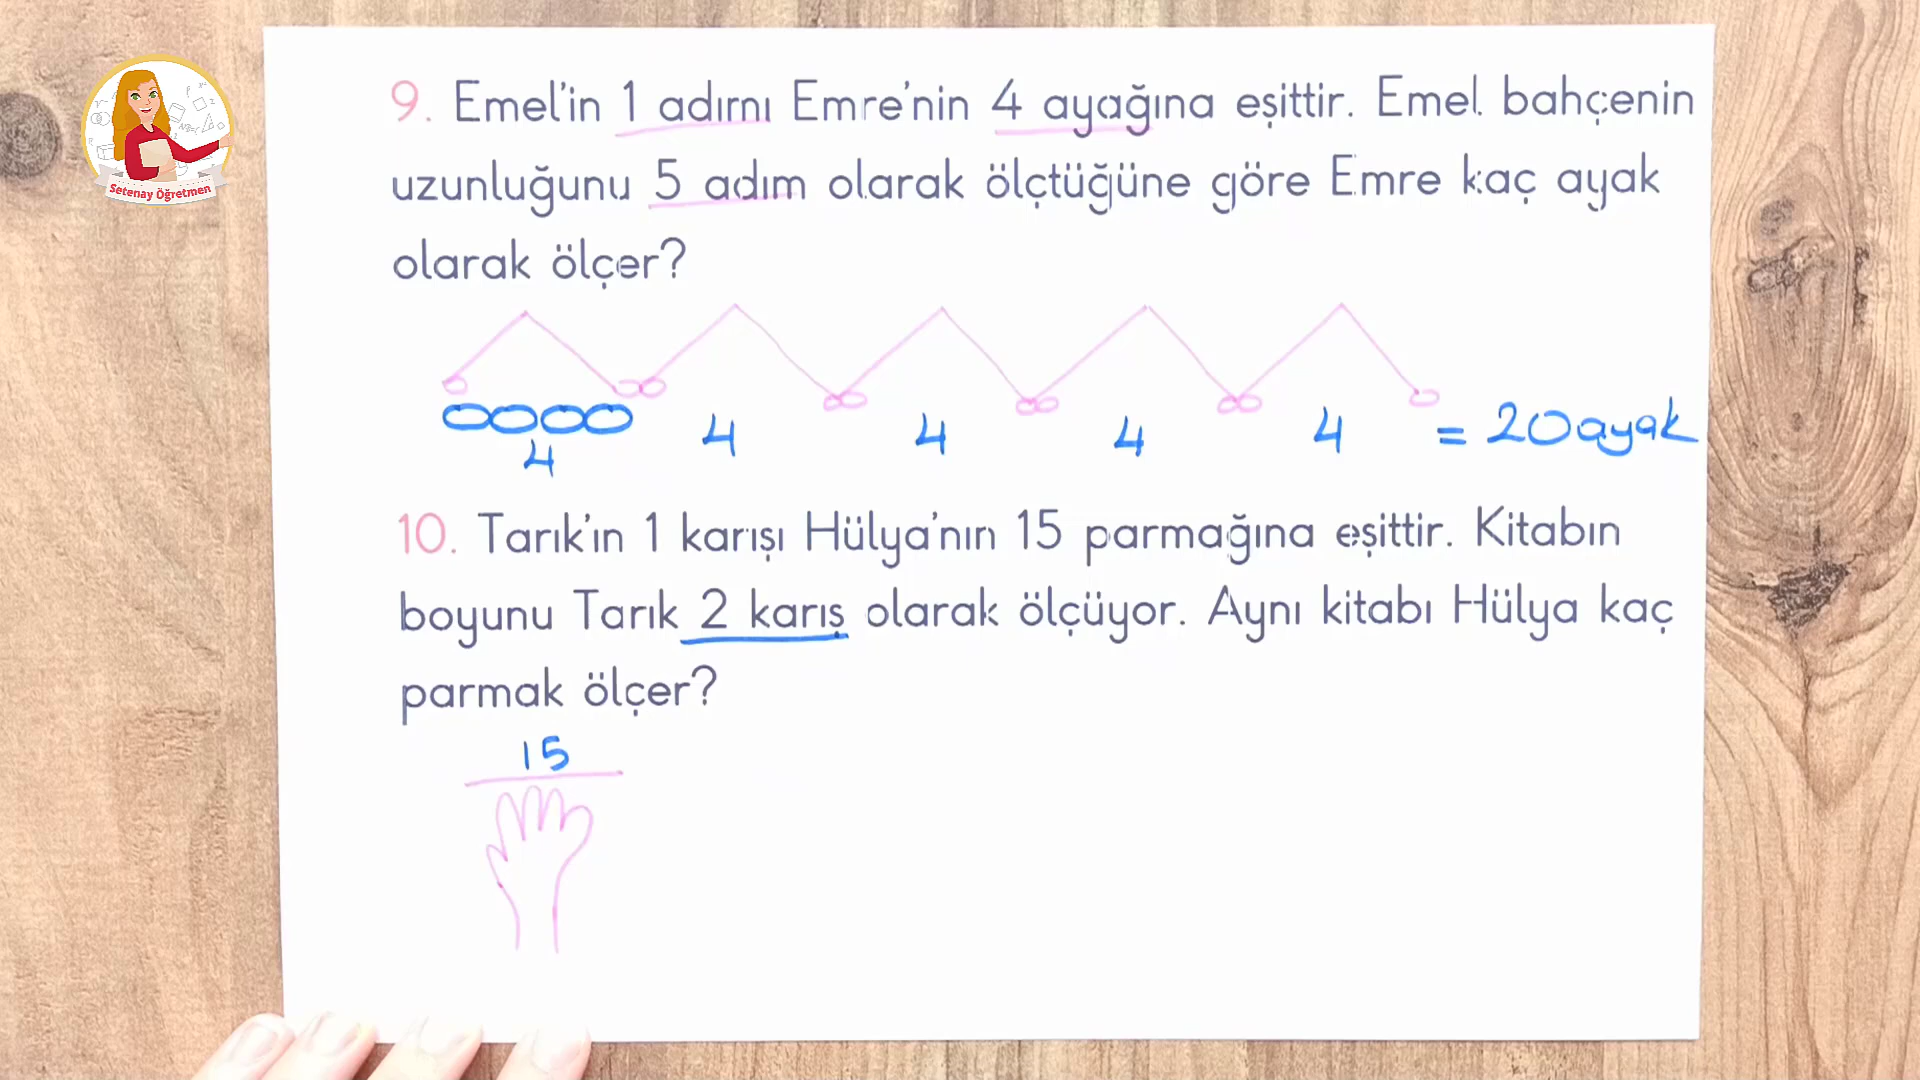 Setenay Öğretmen
9. Emel'in 1 adımı Emre'nin 4 ayağına eşittir. Emel bahçenin
uzunluğunu 5 adım olarak ölçtüğüne göre Emre kaç ayak
olarak ölçer?
4 4 4 4 4 = 20 ayak
10. Tarık'ın 1 karışı Hülya'nın 15 parmağına eşittir. Kitabın
boyunu Tarık 2 karış olarak ölçüyor. Aynı kitabı Hülya kaç
parmak ölçer?
15